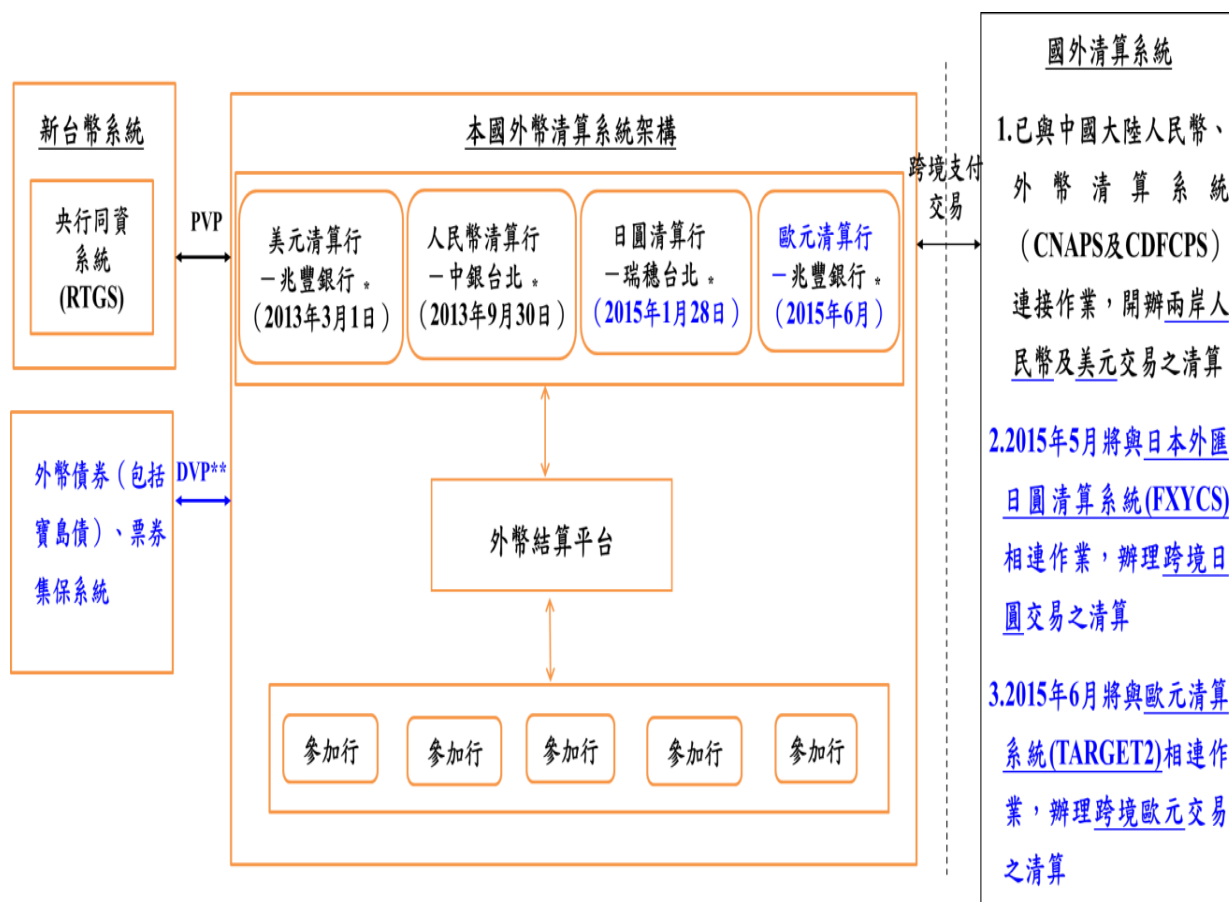 新台幣系統
央行同資
系統
(RTGS)
PVP
外幣債券（包括
寶島債）、票券
集保系統
DVP**
本國外幣清算系統架構
美元清算行
－兆豐銀行 *
（2013年3月1日）
人民幣清算行
－中銀台北 *
（2013年9月30日）
日圓清算行
－瑞穗台北 *
（2015年1月28日）
歐元清算行
－兆豐銀行 *
（2015年6月）
外幣結算平台
參加行
參加行
參加行
參加行
參加行
跨境支付
交易
國外清算系統
1.已與中國大陸人民幣、
外幣清算系統
（CNAPS及CDFCPS）
連接作業，開辦兩岸人
民幣及美元交易之清算
2.2015年5月將與日本外匯
日圓清算系統(FXYCS)
相連作業，辦理跨境日
圓交易之清算
3.2015年6月將與歐元清算
系統(TARGET2)相連作
業，辦理跨境歐元交易
之清算